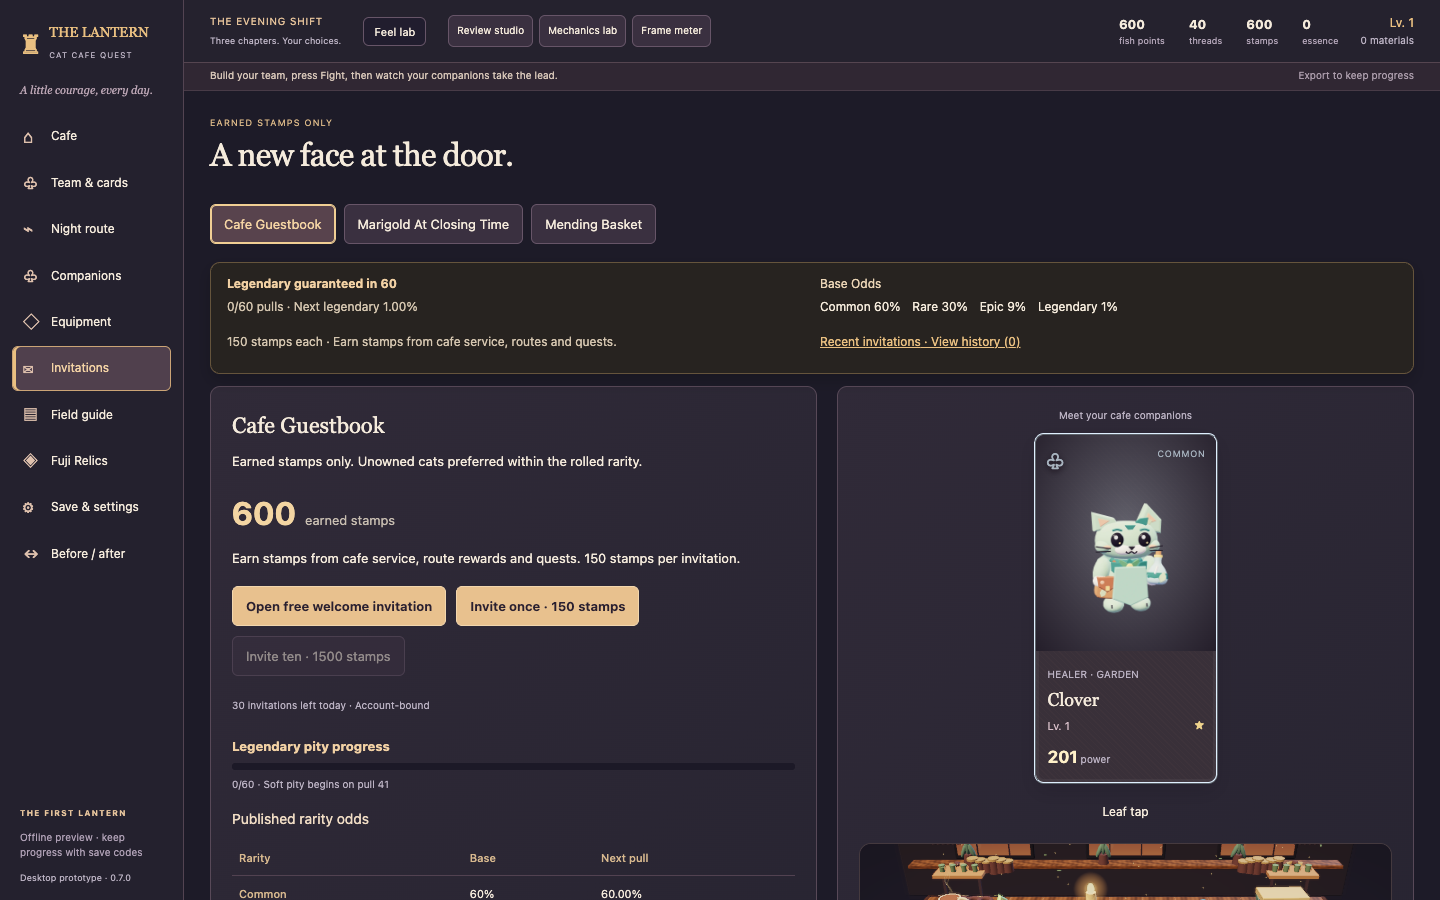 THE LANTERN
CAT CAFE QUEST
A little courage, every day.
Cafe
Team & cards
Night route
Companions
Equipment
Invitations
Field guide
Fuji Relics
Save & settings
Before / after
THE FIRST LANTERN
Offline preview · keep
progress with save codes
Desktop prototype · 0.7.0
THE EVENING SHIFT
Three chapters. Your choices.
Feel lab
Review studio
Mechanics lab
Frame meter
600 fish points
40 threads
600 stamps
0 essence
Lv. 1
0 materials
Build your team, press Fight, then watch your companions take the lead.
Export to keep progress
EARNED STAMPS ONLY
A new face at the door.
Cafe Guestbook
Marigold At Closing Time
Mending Basket
Legendary guaranteed in 60
0/60 pulls · Next legendary 1.00%
150 stamps each · Earn stamps from cafe service, routes and quests.
Base Odds
Common 60% Rare 30% Epic 9% Legendary 1%
Recent invitations · View history (0)
Cafe Guestbook
Earned stamps only. Unowned cats preferred within the rolled rarity.
600 earned stamps
Earn stamps from cafe service, route rewards and quests. 150 stamps per invitation.
Open free welcome invitation
Invite once · 150 stamps
Invite ten · 1500 stamps
30 invitations left today · Account-bound
Legendary pity progress
0/60 · Soft pity begins on pull 41
Published rarity odds
Rarity Base Next pull
Common 60% 60.00%
Meet your cafe companions
COMMON
HEALER · GARDEN
Clover
Lv. 1
201 power
Leaf tap